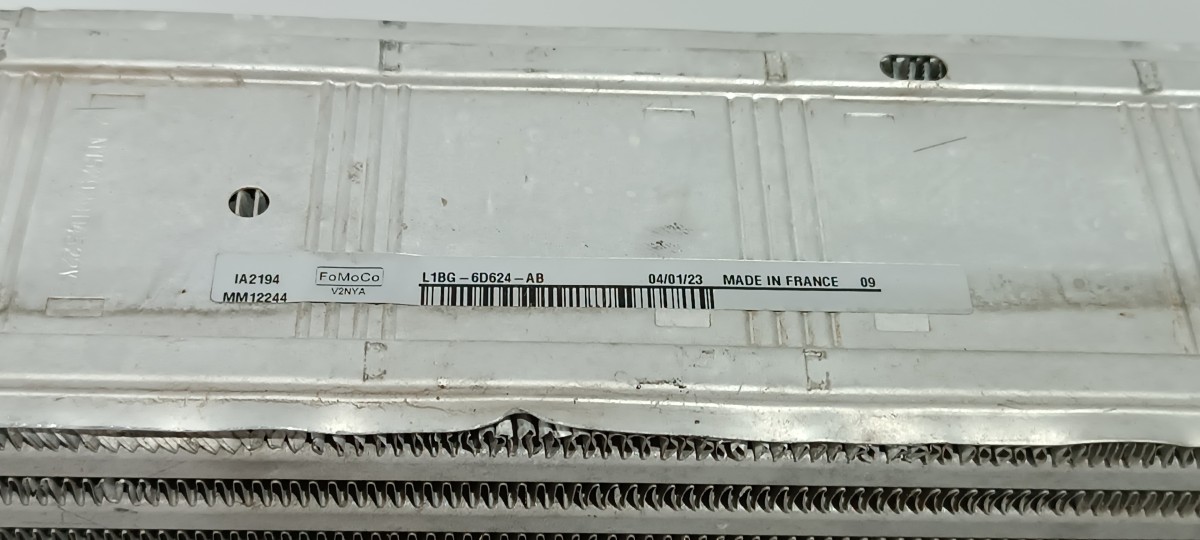 IA2194
MM12244
FoMoCo
V2NYA
L1BG-6D624-AB 04/01/23 MADE IN FRANCE 09